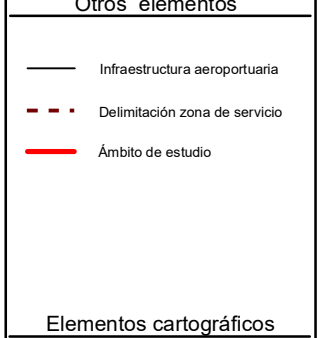 Otros elementos
Infraestructura aeroportuaria
Delimitación zona de servicio
Ámbito de estudio
Elementos cartográficos